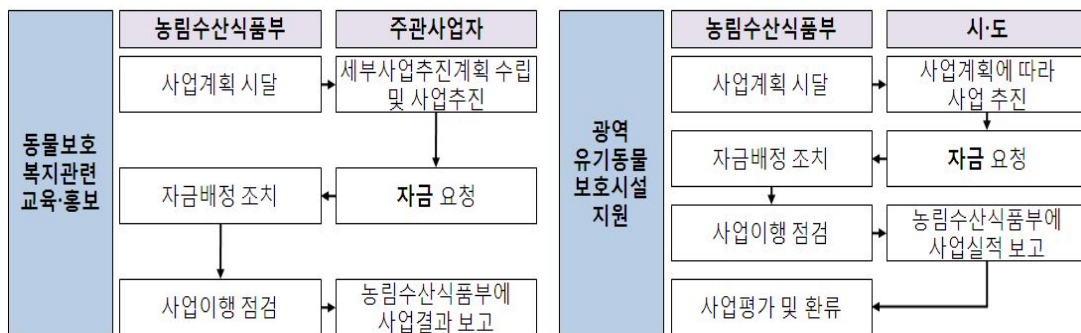 동물보호
복지관련
교육·홍보
농림수산식품부
주관사업자
사업계획 시달
세부사업추진계획 수립
및 사업추진
자금배정 조치
자금 요청
사업이행 점검
농림수산식품부에
사업결과 보고
광역
유기동물
보호시설
지원
농림수산식품부
시·도
사업계획 시달
사업계획에 따라
사업 추진
자금배정 조치
자금 요청
사업이행 점검
농림수산식품부에
사업실적 보고
사업평가 및 환류